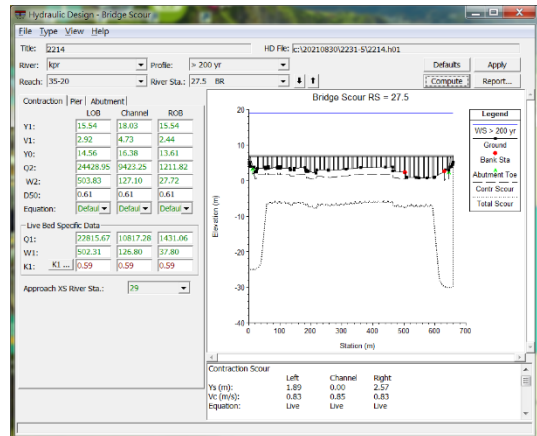 Hydraulic Design - Bridge Scour
File Type View Help
Title: 2214 HD File: c:\20210830\2231-5\2214.h01
River: kpr Profile: > 200 yr Defaults Apply
Reach: 35-20 River Sta.: 27.5 BR Compute Report...
Contraction Pier Abutment
LOB Channel ROB
Y1: 15.54 18.03 15.54
V1: 2.92 4.73 2.44
Y0: 14.56 16.38 13.61
Q2: 24428.95 9423.25 1211.82
W2: 503.83 127.10 27.72
D50: 0.61 0.61 0.61
Equation: Defaul Defaul Defaul
Live Bed Specific Data
Q1: 22815.67 10817.28 1431.06
W1: 502.31 126.80 37.80
K1: K1 ... 0.59 0.59 0.59
Approach XS River Sta.: 29
Bridge Scour RS = 27.5
Elevation (m)
20
10
0
-10
-20
-30
-40
0 100 200 300 400 500 600 700
Station (m)
Legend
WS > 200 yr
Ground
Bank Sta
Abutment Toe
Contr Scour
Total Scour
Contraction Scour
Left Channel Right
Ys (m): 1.89 0.00 2.57
Vc (m/s): 0.83 0.85 0.83
Equation: Live Live Live